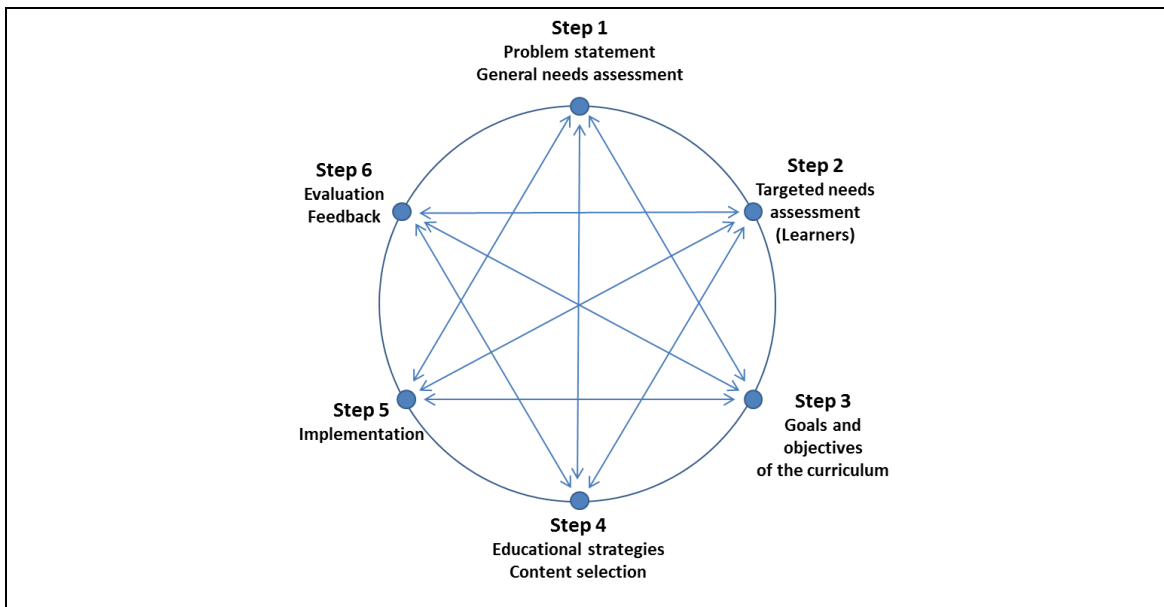 Step 1
Problem statement
General needs assessment
Step 2
Targeted needs
assessment
(Learners)
Step 3
Goals and
objectives
of the curriculum
Step 4
Educational strategies
Content selection
Step 5
Implementation
Step 6
Evaluation
Feedback